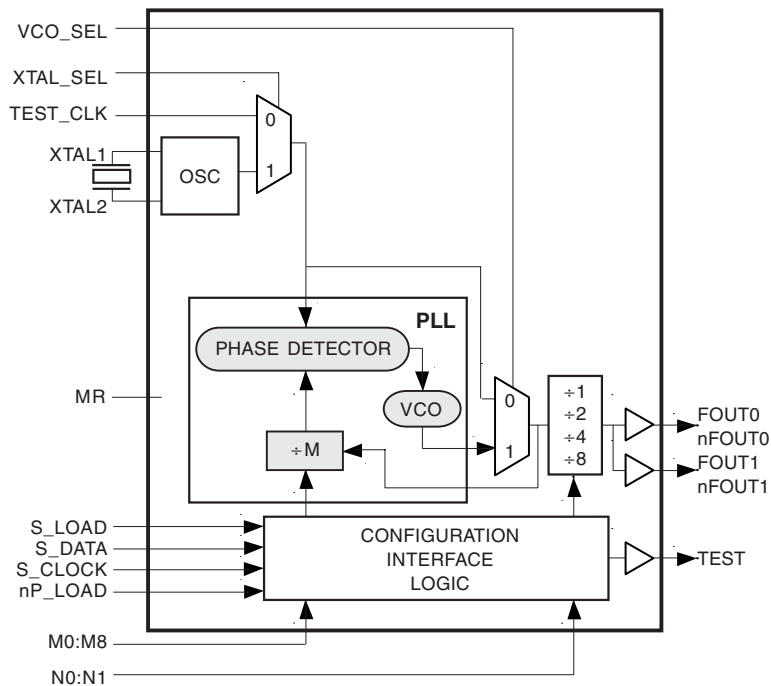 VCO_SEL
XTAL_SEL
TEST_CLK
0
XTAL1
OSC
1
XTAL2
PLL
PHASE DETECTOR
MR
VCO
0
1
÷M
÷1
÷2
÷4
÷8
FOUT0
nFOUT0
FOUT1
nFOUT1
S_LOAD
S_DATA
S_CLOCK
nP_LOAD
CONFIGURATION
INTERFACE
LOGIC
TEST
M0:M8
N0:N1